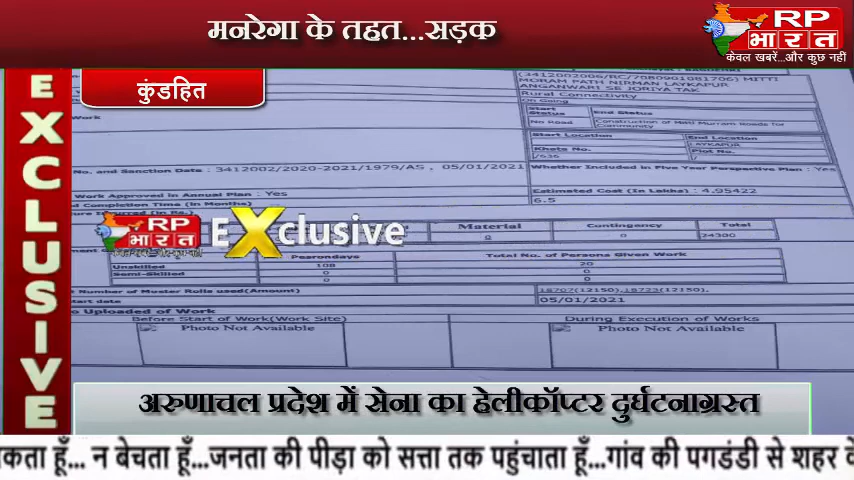 मनरेगा के तहत...सड़क
RP
भारत
केवल खबरें...और कुछ नहीं
EXCLUSIVE
कुंडहित
(3412002006/RC/7080901081706) MITTI
MORAM PATH NIRMAN LAYKAPUR
ANGANWARI SE JORIYA TAK
Rural Connectivity
On Going
Start Status
End Status
No Road
Construction of Mitti Murram Roads for Community
Start Location
End Location
Khata No.
LAYKAPUR
Plot No.
/636
/
Work
No. and Sanction Date : 3412002/2020-2021/1979/AS , 05/01/2021
Whether Included in Five Year Perspective Plan : Yes
Work Approved in Annual Plan : Yes
Estimated Cost (In Lakhs) : 4.95422
Completion Time (in Months)
6.5
(in Rs.)
RP
भारत
Exclusive
Material
Contingency
Total
0
0
24300
Persondays
Total No. of Persons Given Work
Unskilled
108
20
Semi-Skilled
0
0
0
0
Number of Muster Rolls used(Amount)
18707(12150),18723(12150),
start date
05/01/2021
Uploaded of Work
Before Start of Work(Work Site)
During Execution of Works
Photo Not Available
Photo Not Available
अरुणाचल प्रदेश में सेना का हेलीकॉप्टर दुर्घटनाग्रस्त
कता हूँ... न बेचता हूँ...जनता की पीड़ा को सत्ता तक पहुंचाता हूँ...गांव की पगडंडी से शहर के